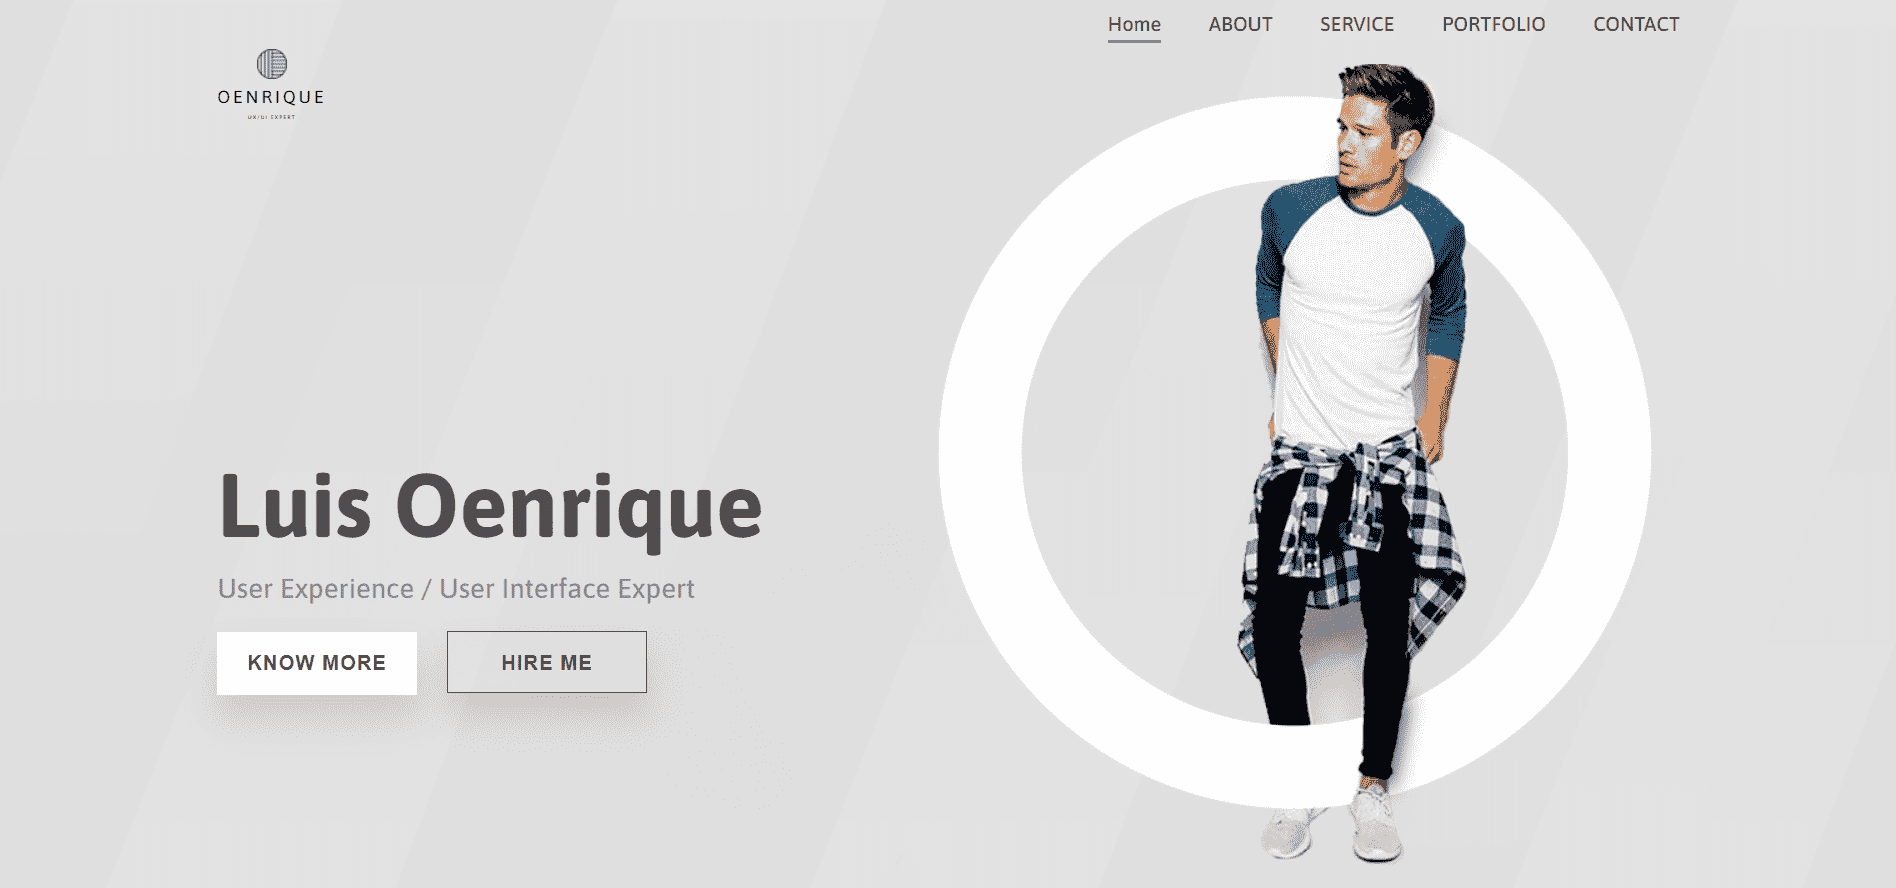 Home ABOUT SERVICE PORTFOLIO CONTACT
OENRIQUE
UX/UI EXPERT
Luis Oenrique
User Experience / User Interface Expert
KNOW MORE HIRE ME